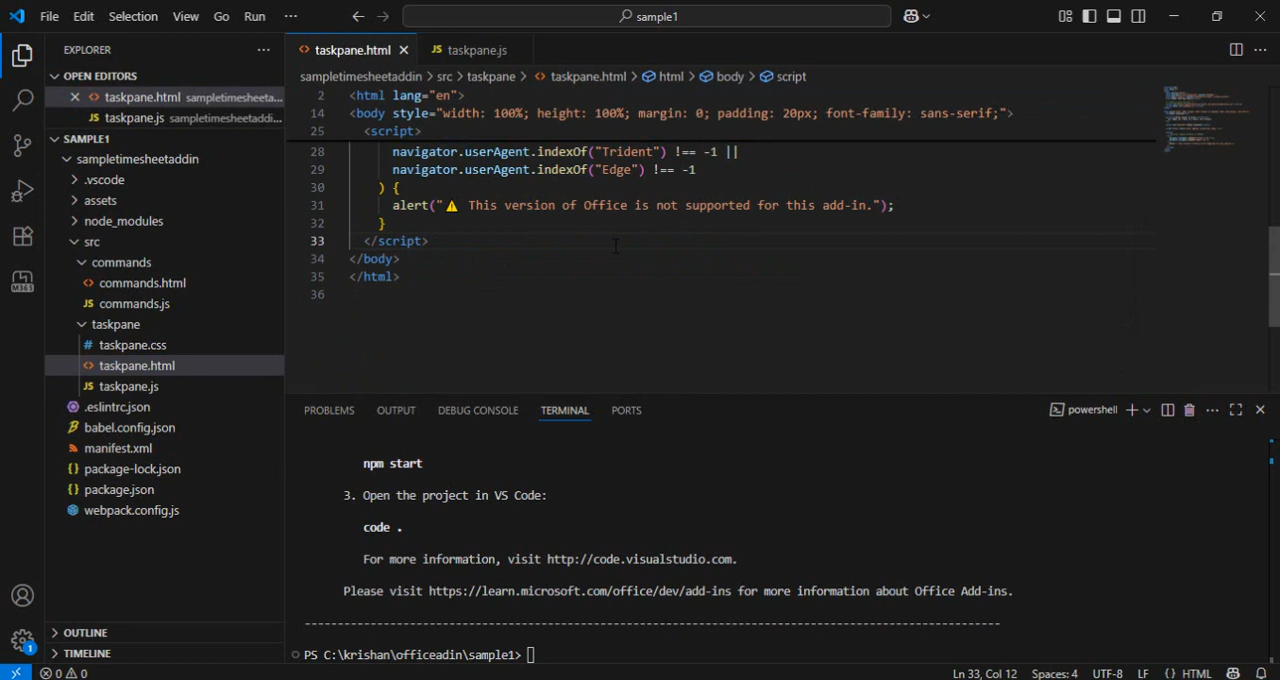 File Edit Selection View Go Run ··· sample1
EXPLORER ···
OPEN EDITORS
taskpane.html sampletimesheeta...
taskpane.js sampletimesheetaddin...
SAMPLE1
sampletimesheetaddin
.vscode
assets
node_modules
src
commands
commands.html
JS commands.js
taskpane
# taskpane.css
taskpane.html
JS taskpane.js
.eslintrc.json
babel.config.json
manifest.xml
{} package-lock.json
{} package.json
webpack.config.js
OUTLINE
TIMELINE
taskpane.html JS taskpane.js
sampletimesheetaddin > src > taskpane > taskpane.html > html > body > script
2 <html lang="en">
14 <body style="width: 100%; height: 100%; margin: 0; padding: 20px; font-family: sans-serif;">
25 <script>
28 navigator.userAgent.indexOf("Trident") !== -1 ||
29 navigator.userAgent.indexOf("Edge") !== -1
30 ) {
31 alert("⚠️ This version of Office is not supported for this add-in.");
32 }
33 </script>
34 </body>
35 </html>
36
PROBLEMS OUTPUT DEBUG CONSOLE TERMINAL PORTS powershell
npm start
3. Open the project in VS Code:
code .
For more information, visit http://code.visualstudio.com.
Please visit https://learn.microsoft.com/office/dev/add-ins for more information about Office Add-ins.
----------------------------------------------------------------------------------------------------------
PS C:\krishan\officeadin\sample1>
M365
1
0 0 Ln 33, Col 12 Spaces: 4 UTF-8 LF {} HTML